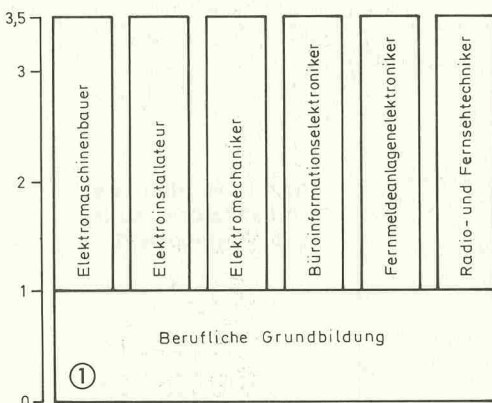 3,5
3
2
1
0
Elektromaschinenbauer
Elektroinstallateur
Elektromechaniker
Büroinformationselektroniker
Fernmeldeanlagenelektroniker
Radio- und Fernsehtechniker
Berufliche Grundbildung
1